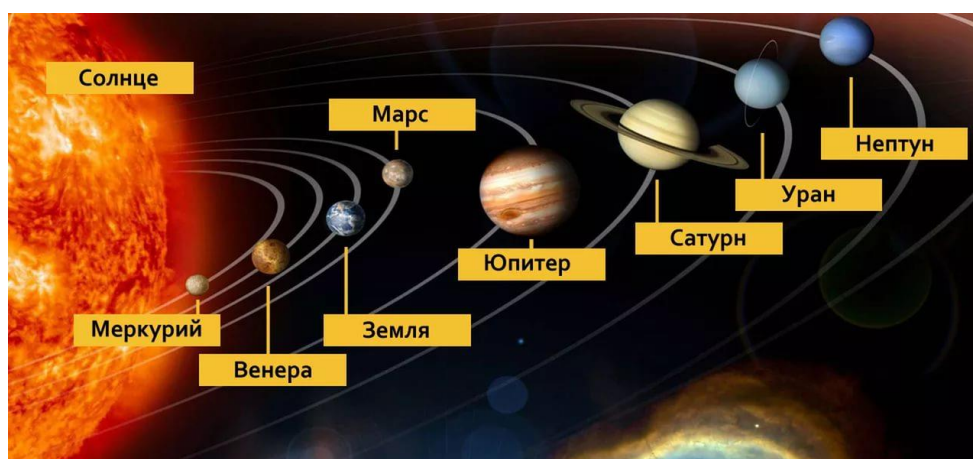 Солнце
Меркурий
Венера
Земля
Марс
Юпитер
Сатурн
Уран
Нептун